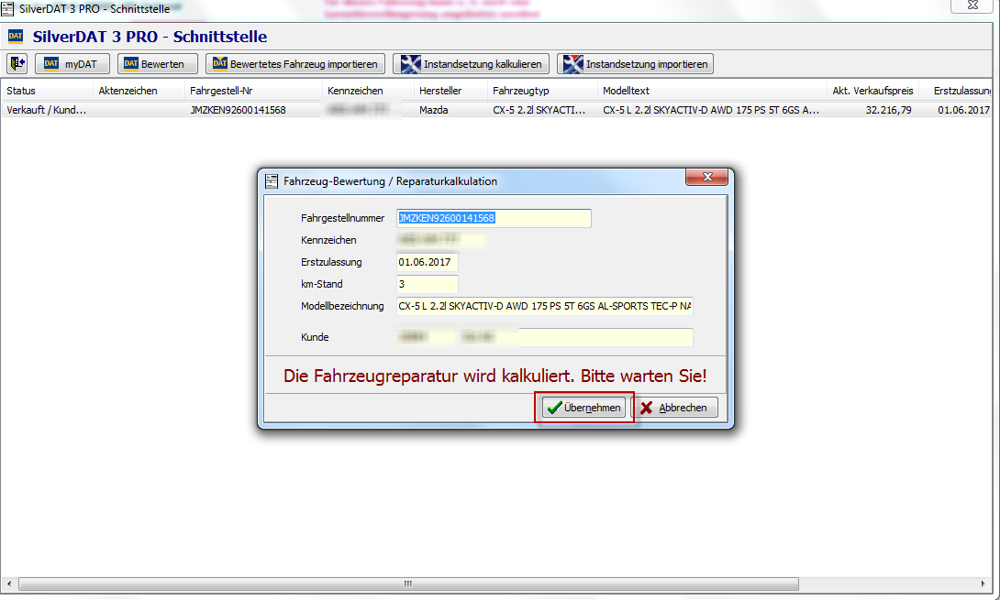 SilverDAT 3 PRO - Schnittstelle
DAT SilverDAT 3 PRO - Schnittstelle
DAT myDAT DAT Bewerten DAT Bewertetes Fahrzeug importieren Instandsetzung kalkulieren Instandsetzung importieren
Status Aktenzeichen Fahrgestell-Nr Kennzeichen Hersteller Fahrzeugtyp Modelltext Akt. Verkaufspreis Erstzulassung
Verkauft / Kund... JMZKEN92600141568 Mazda CX-5 2.2l SKYACTI... CX-5 L 2.2l SKYACTIV-D AWD 175 PS 5T 6GS A... 32.216,79 01.06.2017
Fahrzeug-Bewertung / Reparaturkalkulation
Fahrgestellnummer JMZKEN92600141568
Kennzeichen
Erstzulassung 01.06.2017
km-Stand 3
Modellbezeichnung CX-5 L 2.2l SKYACTIV-D AWD 175 PS 5T 6GS AL-SPORTS TEC-P NA
Kunde
Die Fahrzeugreparatur wird kalkuliert. Bitte warten Sie!
Übernehmen Abbrechen